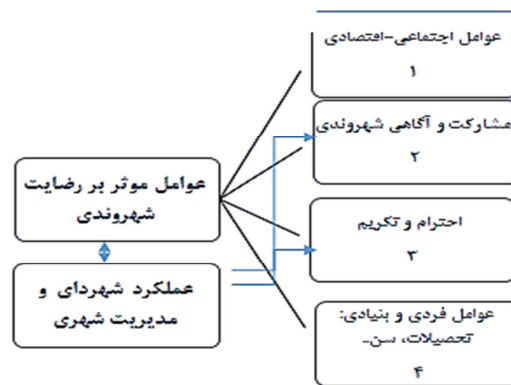 عوامل اجتماعی-اقتصادی
۱
مشارکت و آگاهی شهروندی
۲
عوامل موثر بر رضایت
شهروندی
احترام و تکریم
۳
عملکرد شهردای و
مدیریت شهری
عوامل فردی و بنیادی:
تحصیلات، سن..
۴